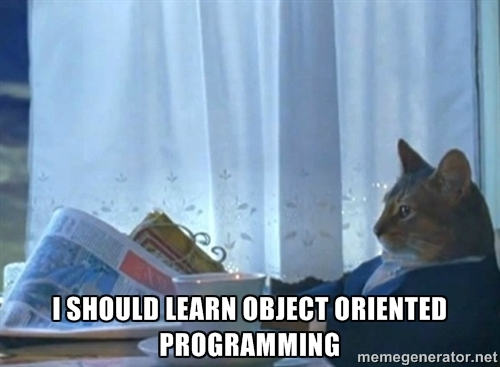 I SHOULD LEARN OBJECT ORIENTED
PROGRAMMING
memegenerator.net